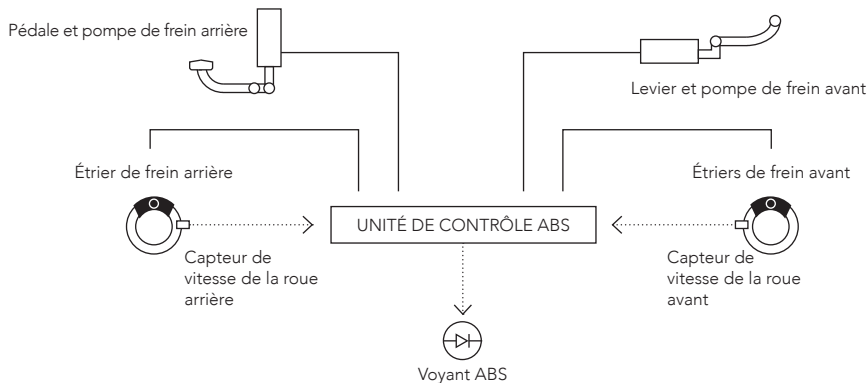 Pédale et pompe de frein arrière
Levier et pompe de frein avant
Étrier de frein arrière
Étriers de frein avant
UNITÉ DE CONTRÔLE ABS
Capteur de
vitesse de la roue
arrière
Capteur de
vitesse de la roue
avant
Voyant ABS